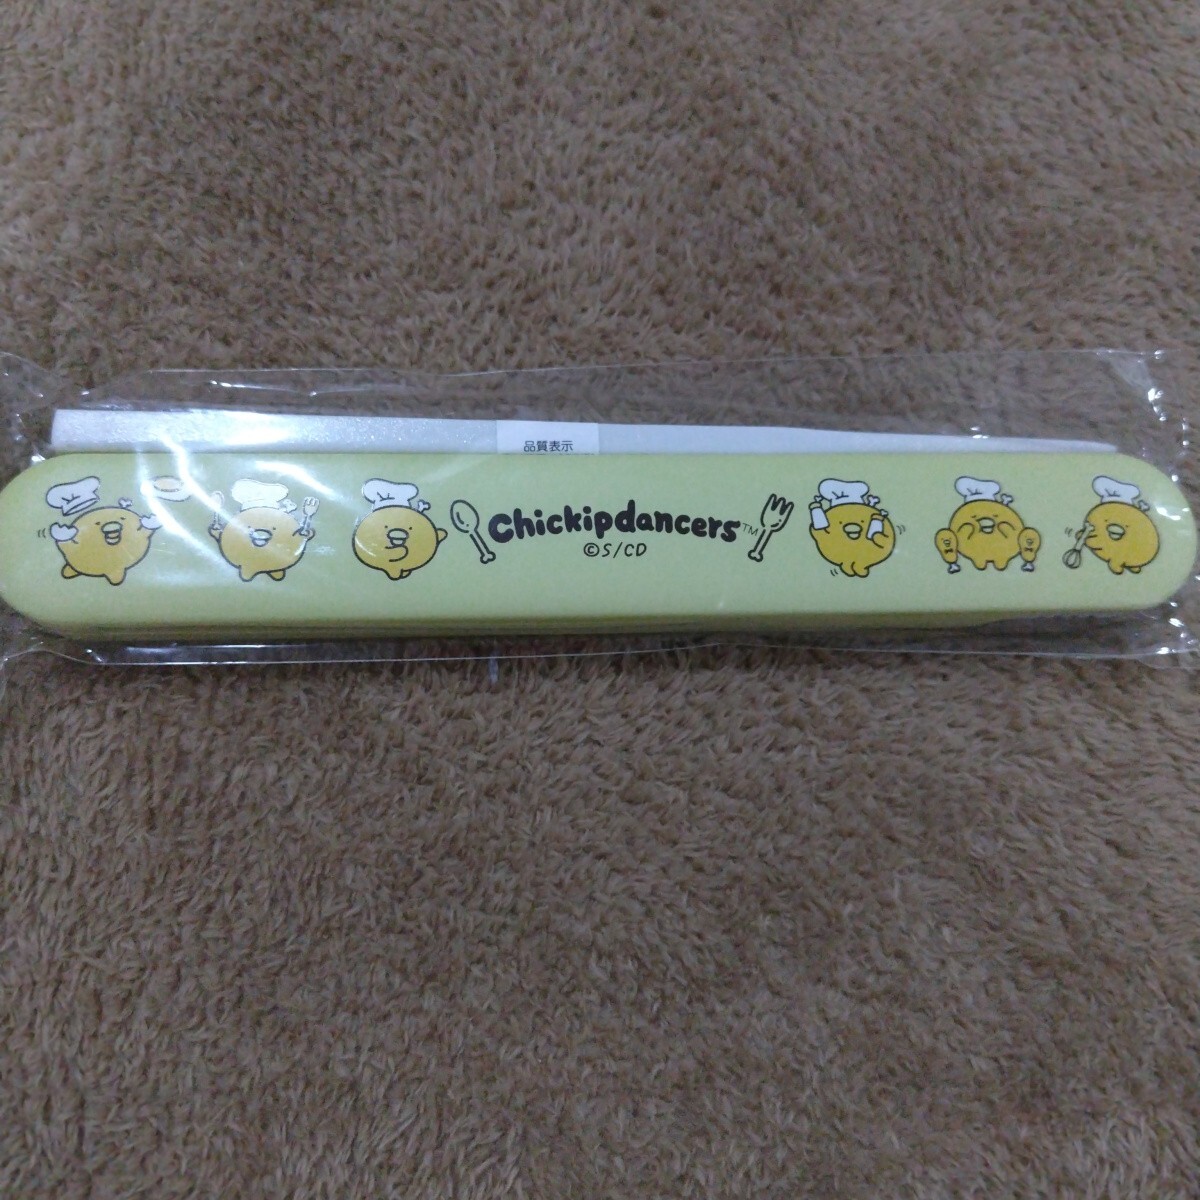 品質表示
Chickipdancers™
©S/CD